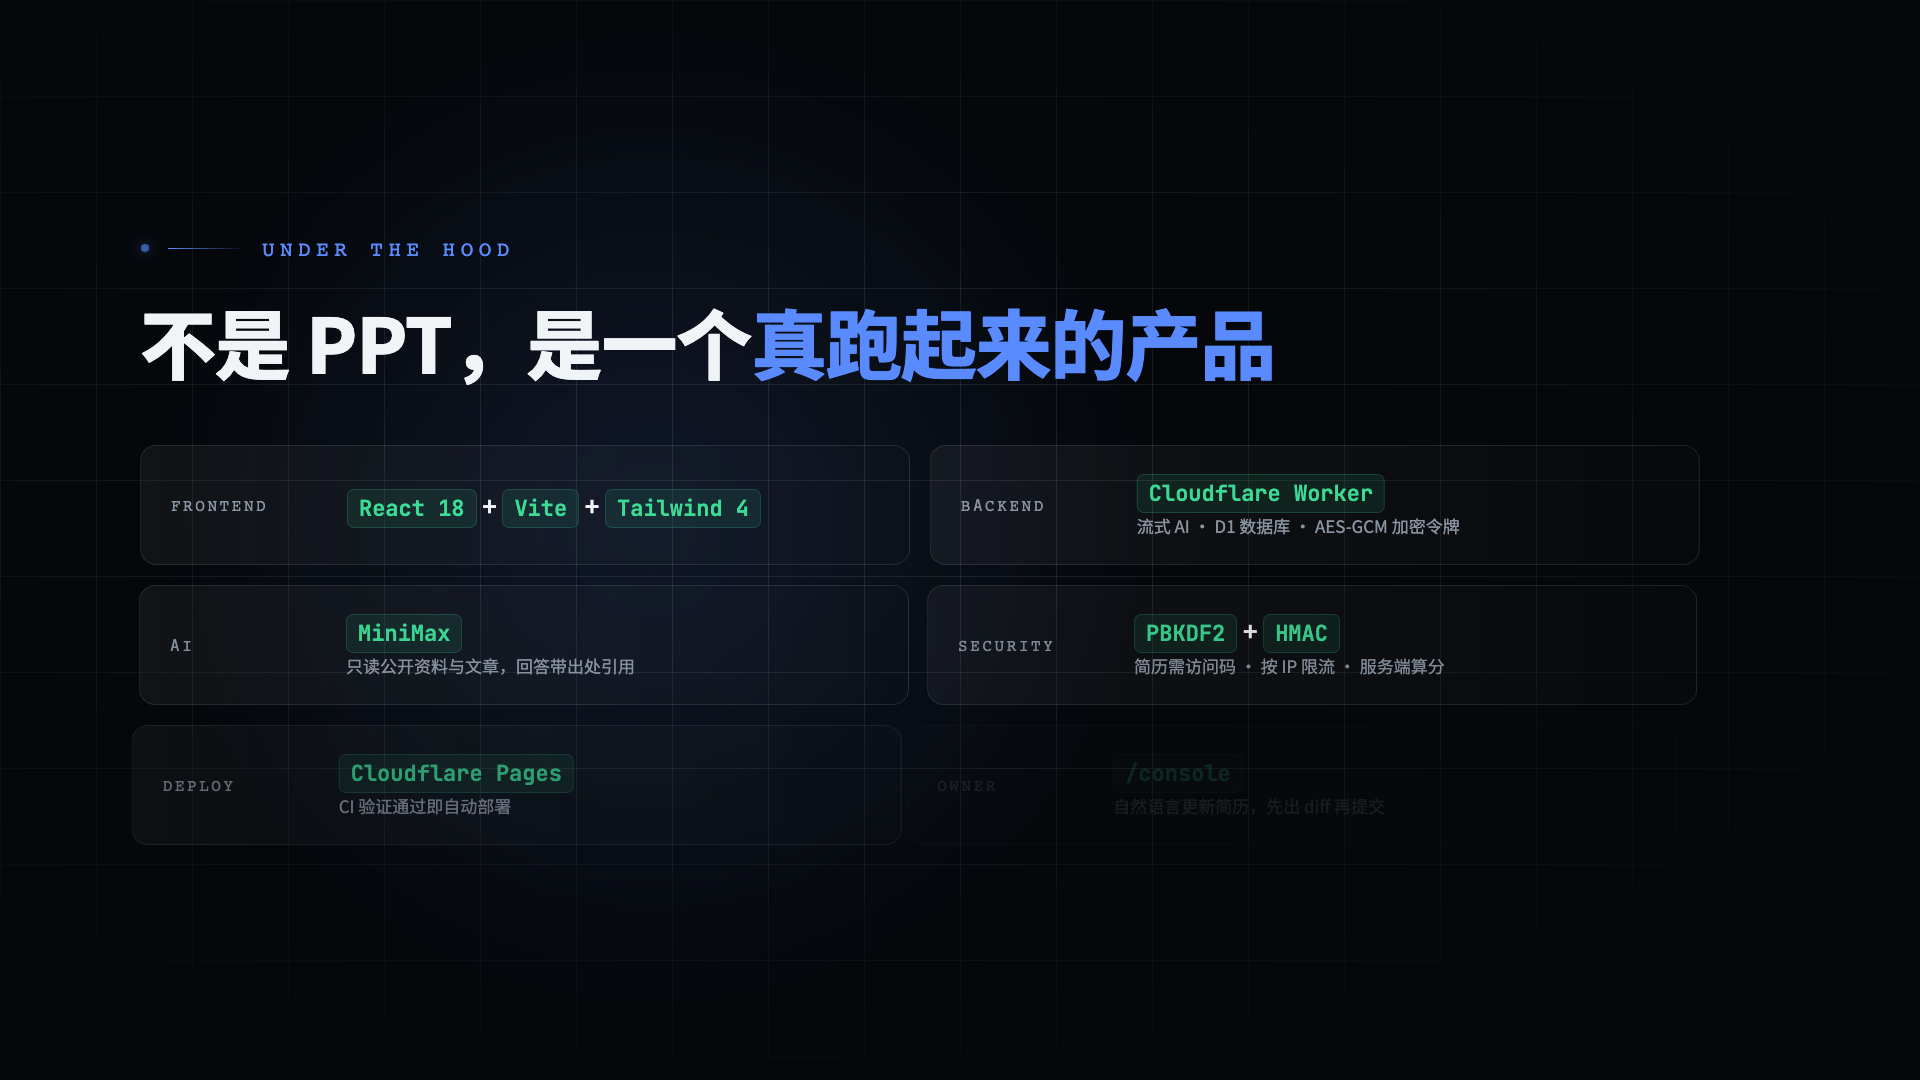 UNDER THE HOOD
不是 PPT，是一个真跑起来的产品
FRONTEND
React 18 + Vite + Tailwind 4
BACKEND
Cloudflare Worker
流式 AI · D1 数据库 · AES-GCM 加密令牌
AI
MiniMax
只读公开资料与文章，回答带出处引用
SECURITY
PBKDF2 + HMAC
简历需访问码 · 按 IP 限流 · 服务端算分
DEPLOY
Cloudflare Pages
CI 验证通过即自动部署
OWNER
/console
自然语言更新简历，先出 diff 再提交